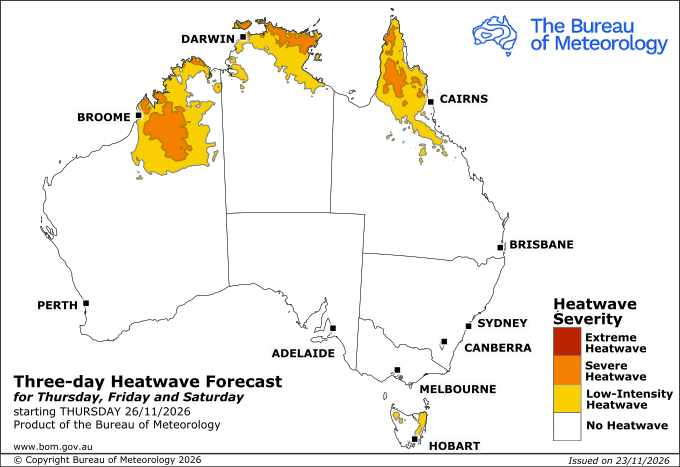 The Bureau
of Meteorology
DARWIN
CAIRNS
BROOME
BRISBANE
PERTH
ADELAIDE
SYDNEY
CANBERRA
MELBOURNE
HOBART
Heatwave
Severity
Extreme
Heatwave
Severe
Heatwave
Low-Intensity
Heatwave
No Heatwave
Three-day Heatwave Forecast
for Thursday, Friday and Saturday
starting THURSDAY 26/11/2026
Product of the Bureau of Meteorology
www.bom.gov.au
© Copyright Bureau of Meteorology 2026
Issued on 23/11/2026